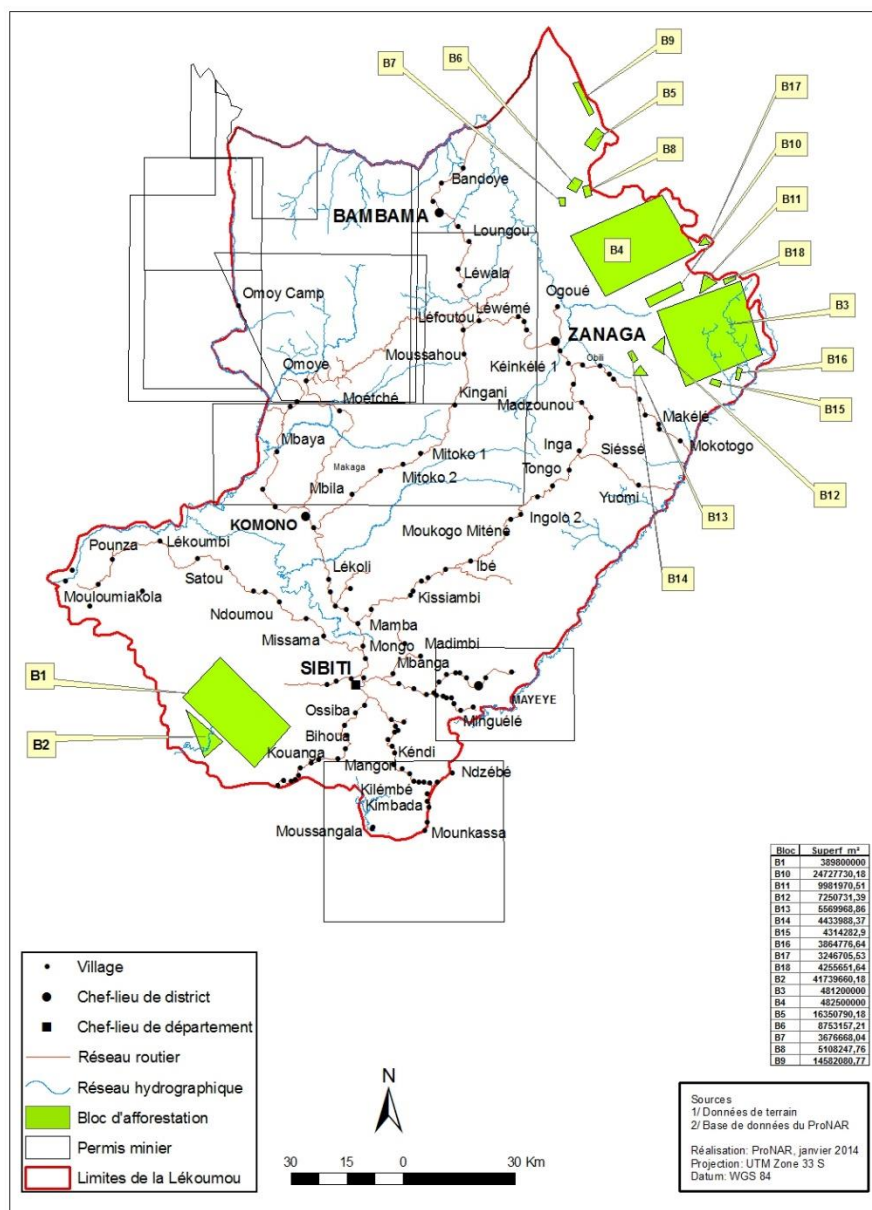 B9
B6
B7
B5
B17
B8
B10
B11
B18
B4
B3
B16
B15
B12
B13
B14
Bandoye
BAMBAMA
Loungou
Léwala
Omoy Camp
Ogoué
Léwémé
Léfoutou
ZANAGA
Moussahou
Obili
Kéinkélé 1
Omoye
Kingani
Moétché
Madzounou
Makélé
Mbaya
Inga
Mokotogo
Mitoko 1
Siéssé
Makaga
Tongo
Mitoko 2
Mbila
Yuomi
Ingolo 2
KOMONO
Moukogo Miténé
Lékoumbi
Pounza
Ibé
Satou
Lékoli
Mouloumiakola
Kissiambi
Ndoumou
Mamba
Missama
Madimbi
Mongo
SIBITI
Mbanga
B1
MAYEYE
Ossiba
Minguélé
B2
Bihoua
Kouanga
Kéndi
Mangori
Ndzébé
Kilémbé
Kimbada
Moussangala
Mounkassa
Bloc Superf_m²
B1 389800000
B10 24727730,18
B11 9981970,51
B12 7250731,39
B13 5569968,86
B14 4433988,37
B15 4314282,9
B16 3864776,64
B17 3246705,53
B18 4255651,64
B2 41739660,18
B3 481200000
B4 482500000
B5 16350790,18
B6 8753157,21
B7 3676668,04
B8 5108247,76
B9 14582080,77
Village
Chef-lieu de district
Chef-lieu de département
Réseau routier
Réseau hydrographique
Bloc d'afforestation
Permis minier
Limites de la Lékoumou
N
30 15 0 30 Km
Sources
1/ Données de terrain
2/ Base de données du ProNAR
Réalisation: ProNAR, janvier 2014
Projection: UTM Zone 33 S
Datum: WGS 84